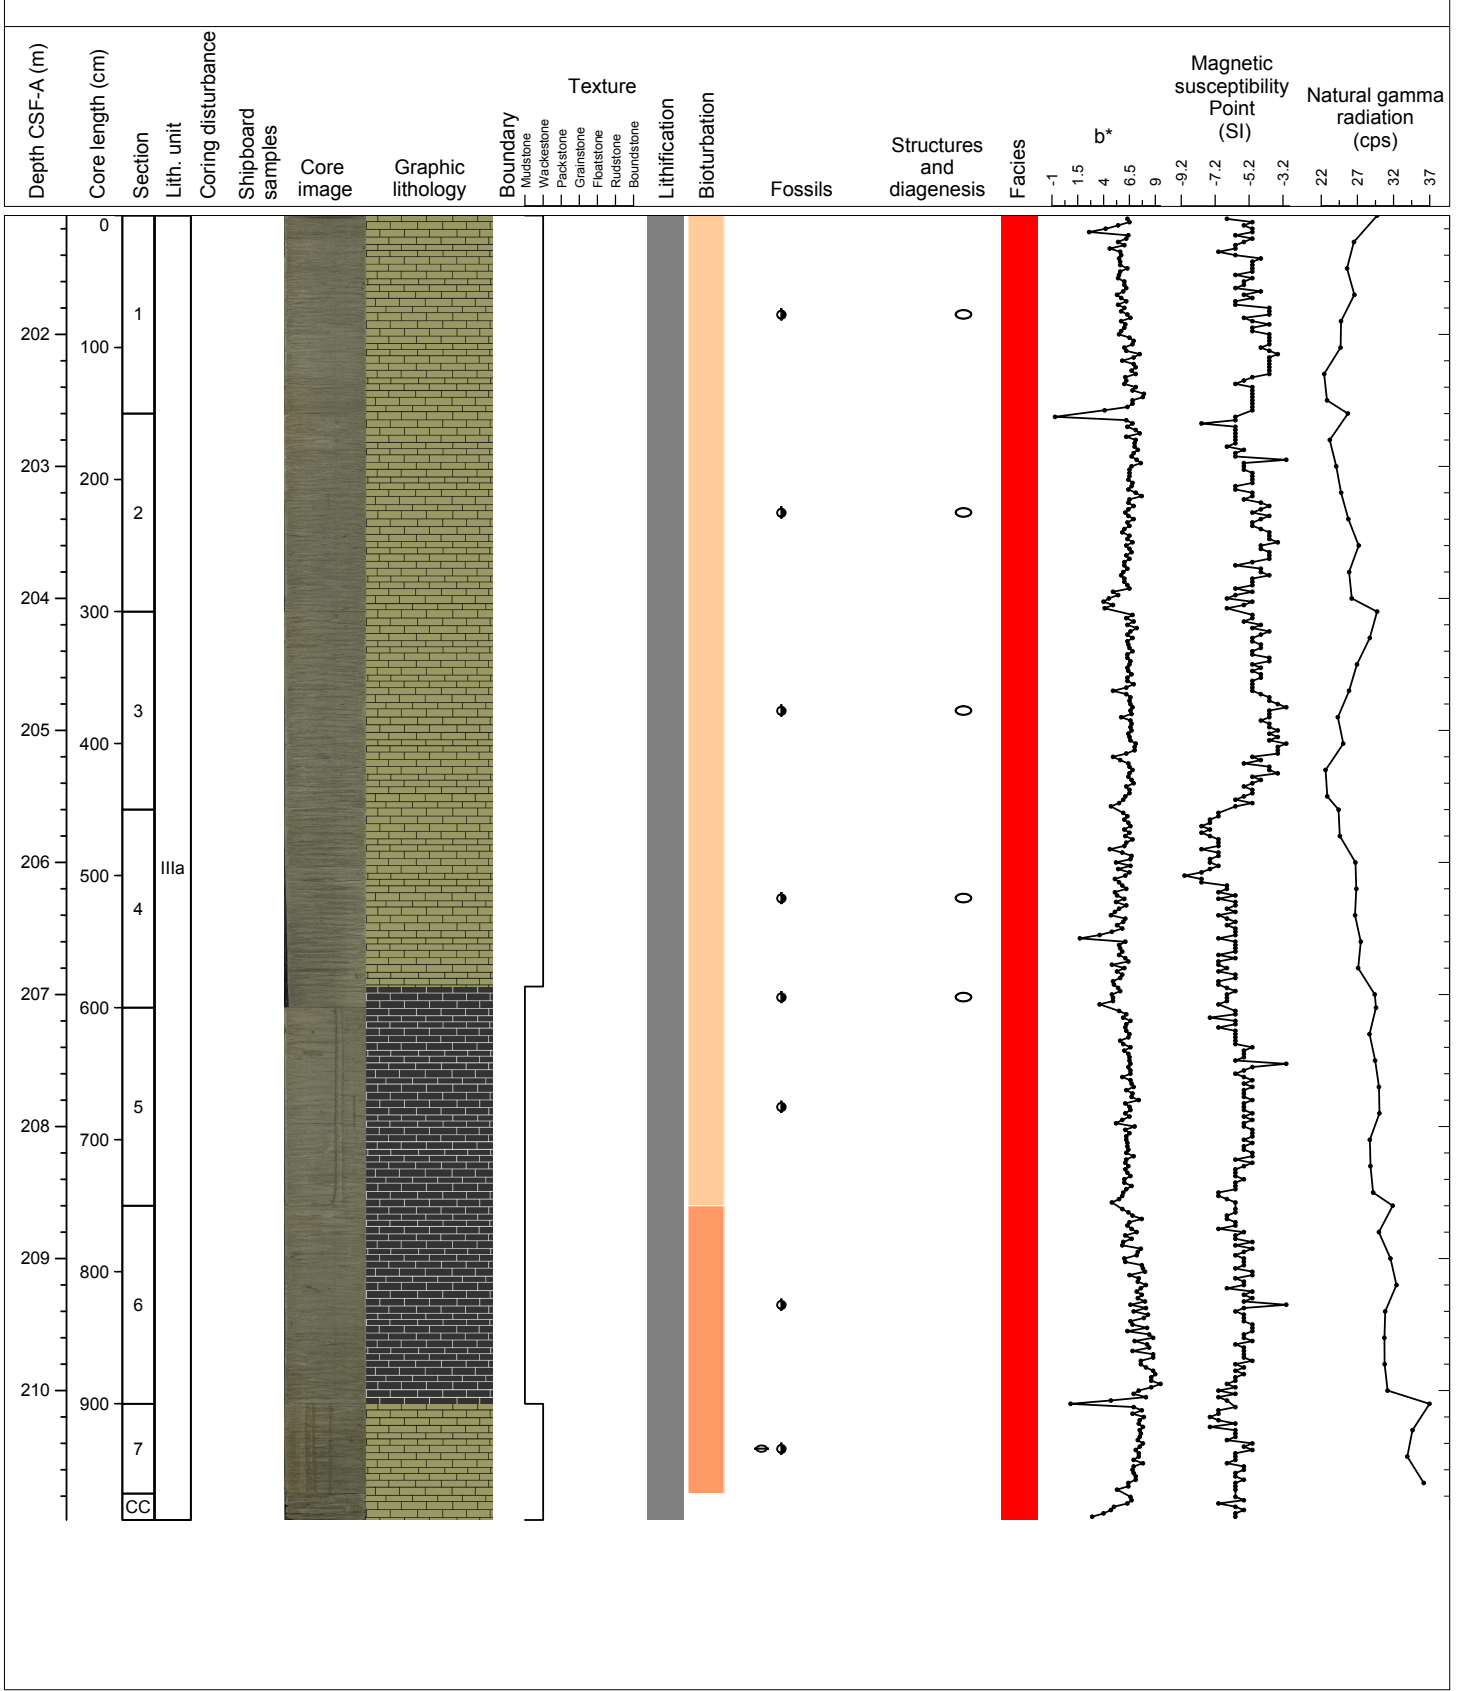 Depth CSF-A (m)
Core length (cm)
Section
Lith. unit
Coring disturbance
Shipboard
samples
Core
image
Graphic
lithology
Boundary
Texture
Mudstone
Wackestone
Packstone
Grainstone
Floatstone
Rudstone
Boundstone
Lithification
Bioturbation
Fossils
Structures
and
diagenesis
Facies
b*
-1 1.5 4 6.5 9
Magnetic
susceptibility
Point
(SI)
-9.2 -7.2 -5.2 -3.2
Natural gamma
radiation
(cps)
22 27 32 37
0
1
202
100
203
200
2
204
300
3
205
400
206
500
IIIa
4
207
600
5
208
700
209
800
6
210
900
7
CC